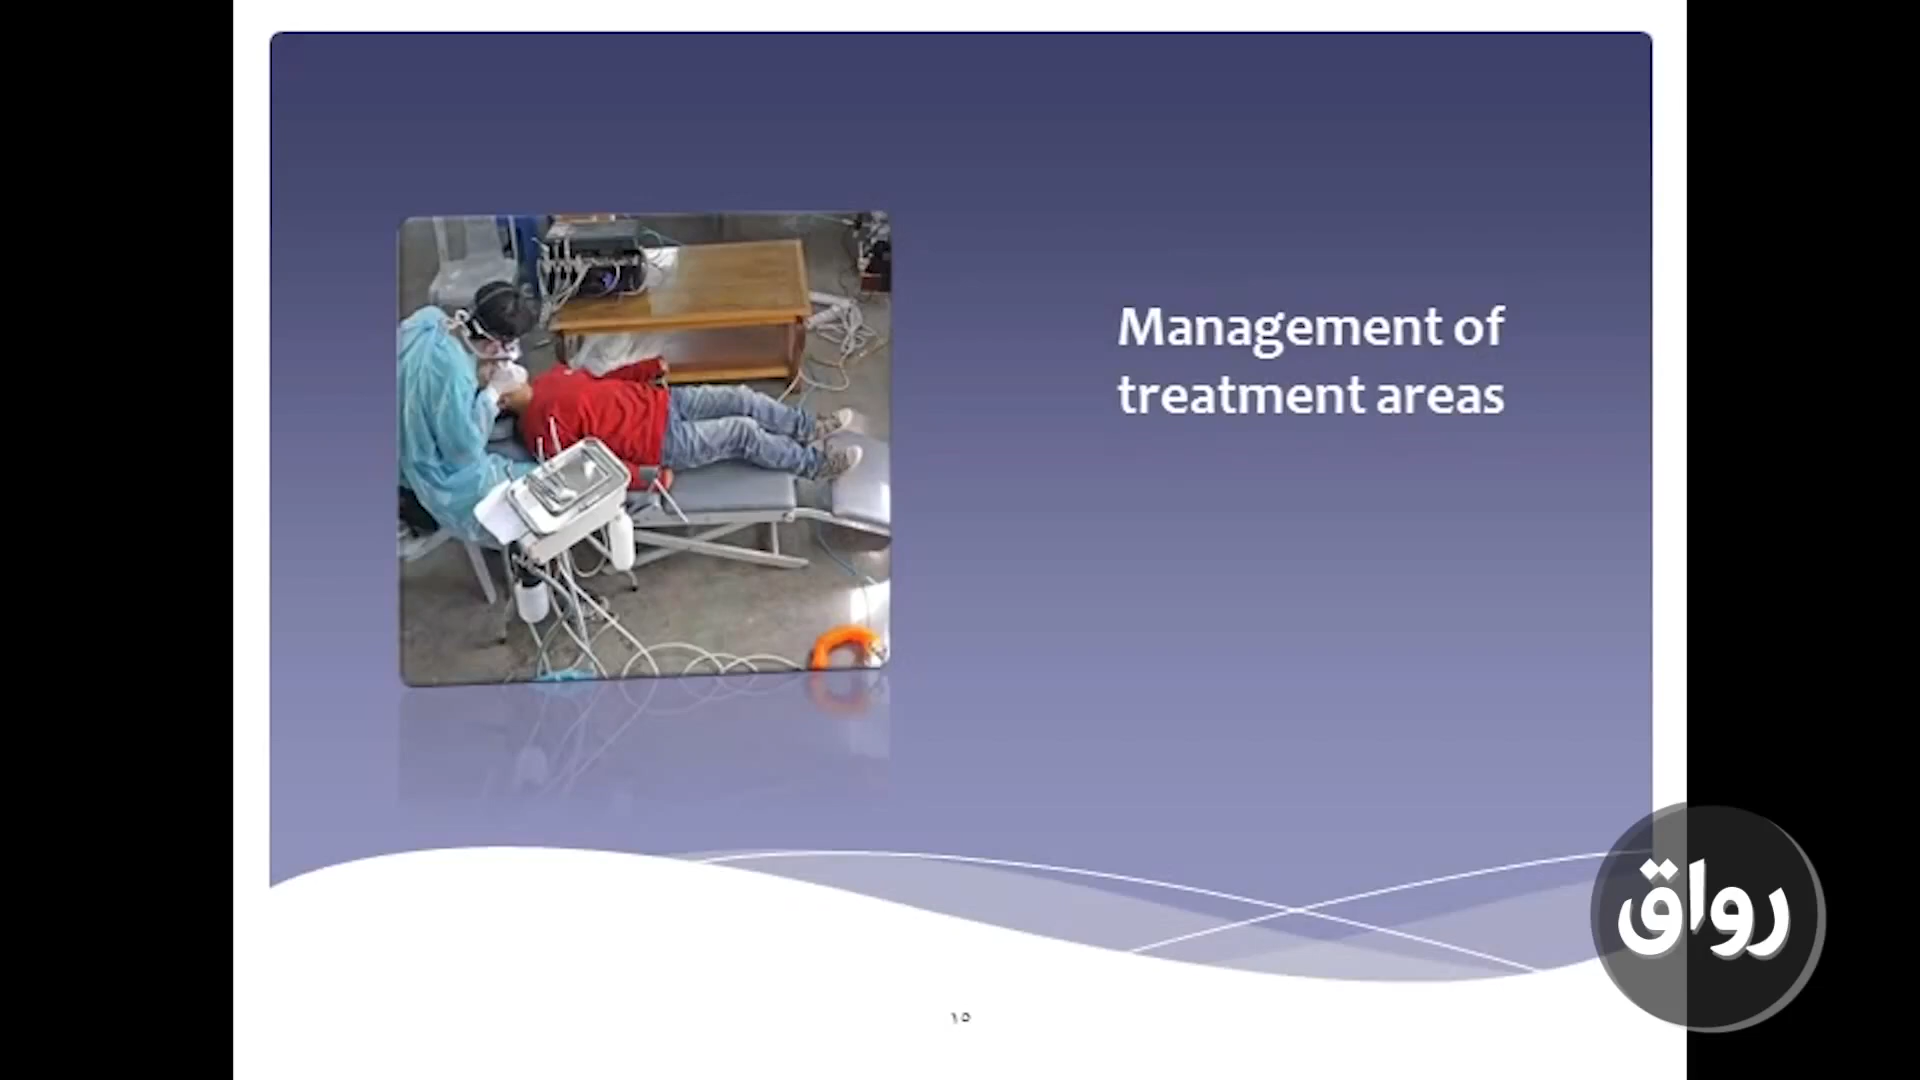 Management of
treatment areas
رواق
١٥